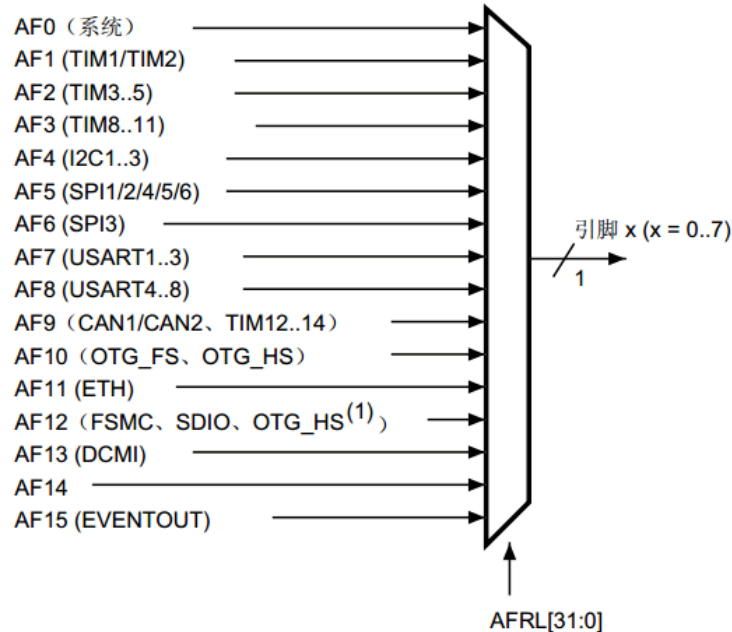 AF0（系统）
AF1 (TIM1/TIM2)
AF2 (TIM3..5)
AF3 (TIM8..11)
AF4 (I2C1..3)
AF5 (SPI1/2/4/5/6)
AF6 (SPI3)
AF7 (USART1..3)
AF8 (USART4..8)
AF9（CAN1/CAN2、TIM12..14）
AF10（OTG_FS、OTG_HS）
AF11 (ETH)
AF12（FSMC、SDIO、OTG_HS(1)）
AF13 (DCMI)
AF14
AF15 (EVENTOUT)
引脚 x (x = 0..7)
1
AFRL[31:0]